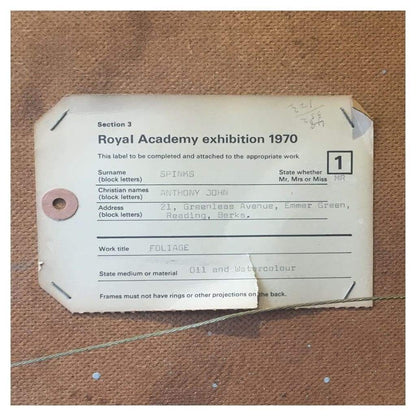 Section 3
Royal Academy exhibition 1970
This label to be completed and attached to the appropriate work
1
Surname SPINKS State whether
(block letters) Mr, Mrs or Miss MR
Christian names ANTHONY JOHN
(block letters)
Address 21, Greenleas Avenue, Emmer Green,
(block letters) Reading, Berks.
Work title FOLIAGE
State medium or material Oil and Watercolour
Frames must not have rings or other projections on the back.